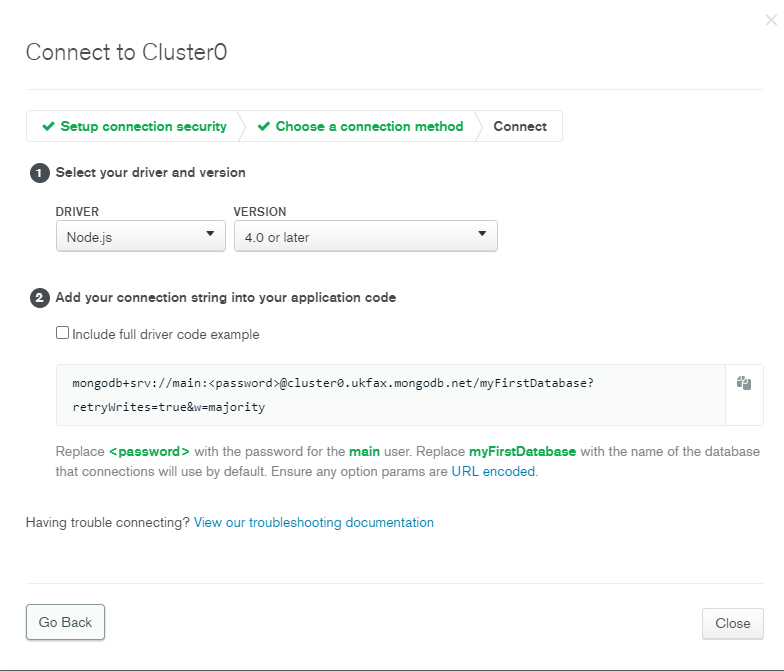 Connect to Cluster0
Setup connection security
Choose a connection method
Connect
1 Select your driver and version
DRIVER
VERSION
Node.js
4.0 or later
2 Add your connection string into your application code
Include full driver code example
mongodb+srv://main:<password>@cluster0.ukfax.mongodb.net/myFirstDatabase?
retryWrites=true&w=majority
Replace <password> with the password for the main user. Replace myFirstDatabase with the name of the database
that connections will use by default. Ensure any option params are URL encoded.
Having trouble connecting? View our troubleshooting documentation
Go Back
Close